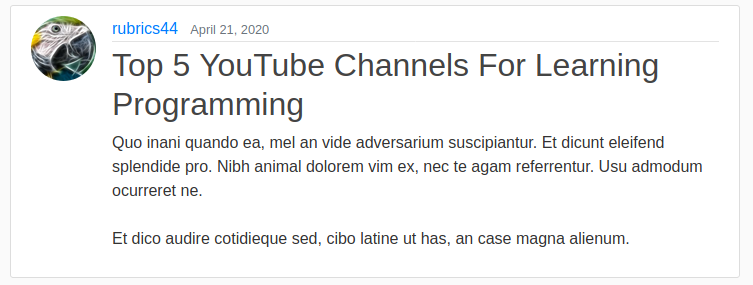 rubrics44 April 21, 2020
Top 5 YouTube Channels For Learning
Programming
Quo inani quando ea, mel an vide adversarium suscipiantur. Et dicunt eleifend
splendide pro. Nibh animal dolorem vim ex, nec te agam referrentur. Usu admodum
ocurreret ne.
Et dico audire cotidieque sed, cibo latine ut has, an case magna alienum.